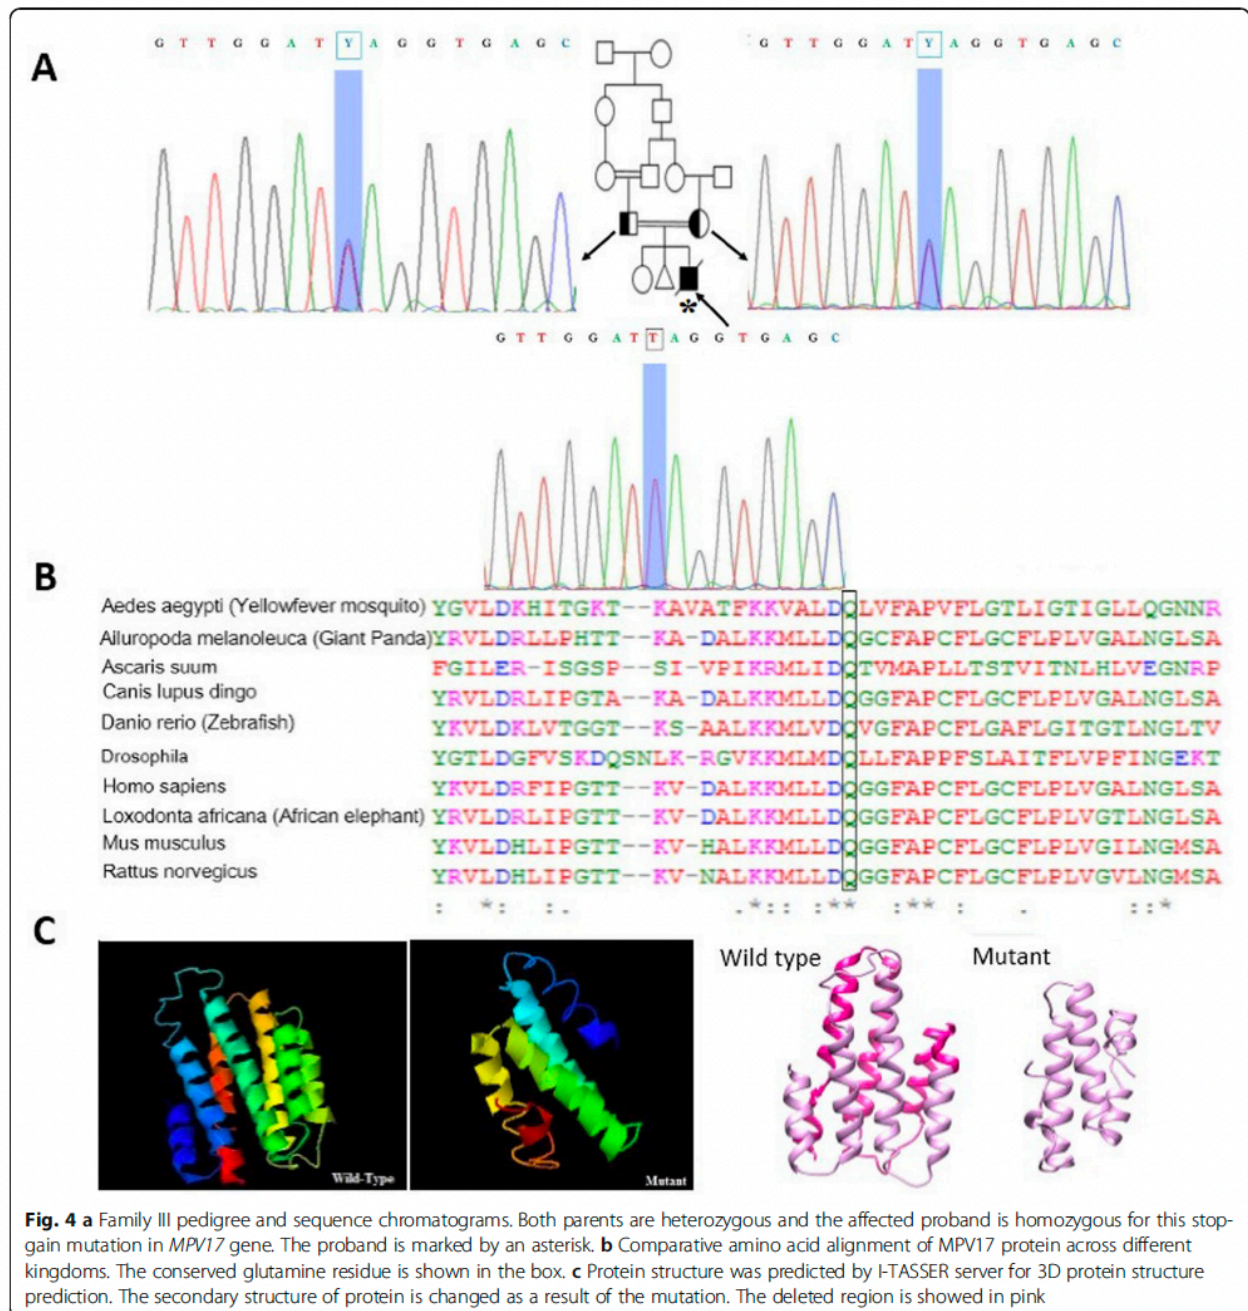 A
G T T G G A T Y A G G T G A G C
G T T G G A T Y A G G T G A G C
*
G T T G G A T T A G G T G A G C
B
Aedes aegypti (Yellowfever mosquito) YGVLDKHITGKT--KAVATFKKVALDQLVFAPVFLGTLIGTIGLLQGNNR
Ailuropoda melanoleuca (Giant Panda) YRVLDRLLPHTT--KA-DALKKMLLDQGCFAPCFLGCFLPLVGALNGLSA
Ascaris suum FGILER-ISGSP--SI-VPIKRMLIDQTVMAPLLTSTVITNLHLVEGNRP
Canis lupus dingo YRVLDRLIPGTA--KA-DALKKMLLDQGGFAPCFLGCFLPLVGALNGLSA
Danio rerio (Zebrafish) YKVLDKLVTGGT--KS-AALKKMLVDQVGFAPCFLGAFLGITGTLNGLTV
Drosophila YGTLDGFVSKDQSNLK-RGVKKMLMDQLLFAPPFSLAITFLVPFINGEKT
Homo sapiens YKVLDRFIPGTT--KV-DALKKMLLDQGGFAPCFLGCFLPLVGALNGLSA
Loxodonta africana (African elephant) YRVLDRLIPGTT--KV-DALKKMLLDQGGFAPCFLGCFLPLVGTLNGLSA
Mus musculus YKVLDHLIPGTT--KV-HALKKMLLDQGGFAPCFLGCFLPLVGILNGMSA
Rattus norvegicus YRVLDHLIPGTT--KV-NALKKMLLDQGGFAPCFLGCFLPLVGVLNGMSA
: *: :. .*:: :** :** : . ::*
C
Wild-Type
Mutant
Wild type
Mutant
Fig. 4 a Family III pedigree and sequence chromatograms. Both parents are heterozygous and the affected proband is homozygous for this stop-
gain mutation in MPV17 gene. The proband is marked by an asterisk. b Comparative amino acid alignment of MPV17 protein across different
kingdoms. The conserved glutamine residue is shown in the box. c Protein structure was predicted by I-TASSER server for 3D protein structure
prediction. The secondary structure of protein is changed as a result of the mutation. The deleted region is showed in pink